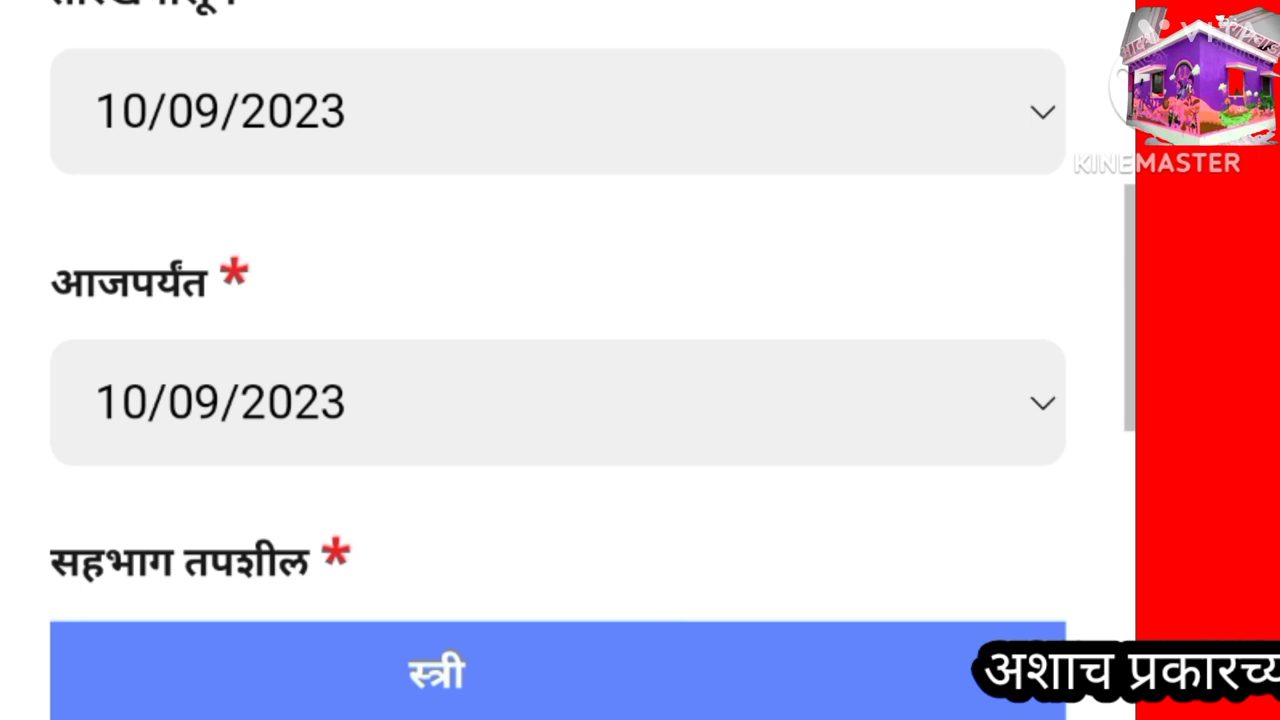 10/09/2023
KINEMASTER
आजपर्यंत *
10/09/2023
सहभाग तपशील *
स्त्री
अशाच प्रकारच्य